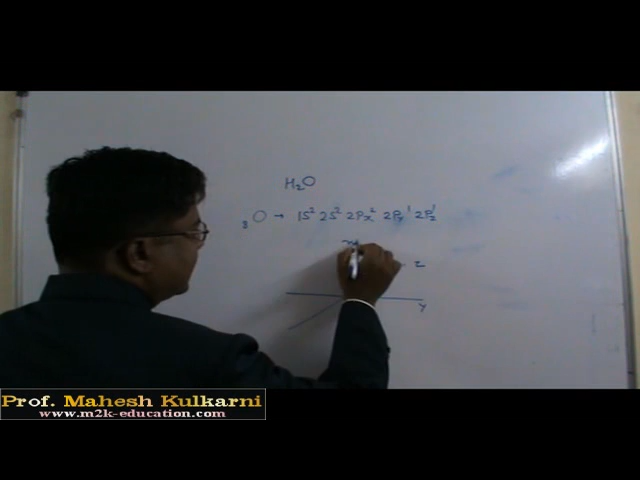 H₂O
₈O → 1S² 2S² 2Px² 2Py¹ 2Pz¹
z
y
Prof. Mahesh Kulkarni
www.m2k-education.com